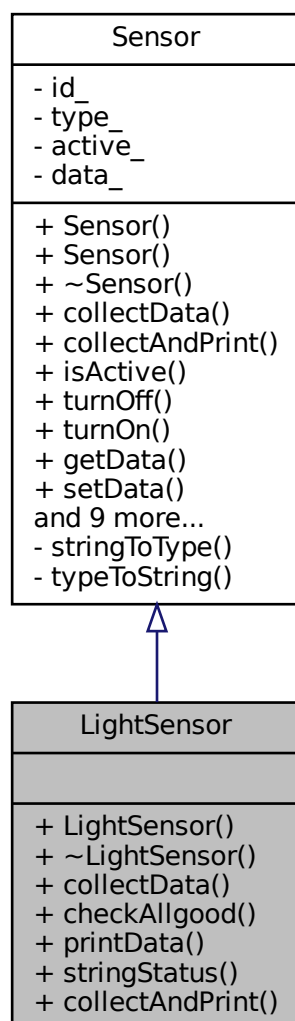 Sensor
- id_
- type_
- active_
- data_
+ Sensor()
+ Sensor()
+ ~Sensor()
+ collectData()
+ collectAndPrint()
+ isActive()
+ turnOff()
+ turnOn()
+ getData()
+ setData()
and 9 more...
- stringToType()
- typeToString()
LightSensor
+ LightSensor()
+ ~LightSensor()
+ collectData()
+ checkAllgood()
+ printData()
+ stringStatus()
+ collectAndPrint()